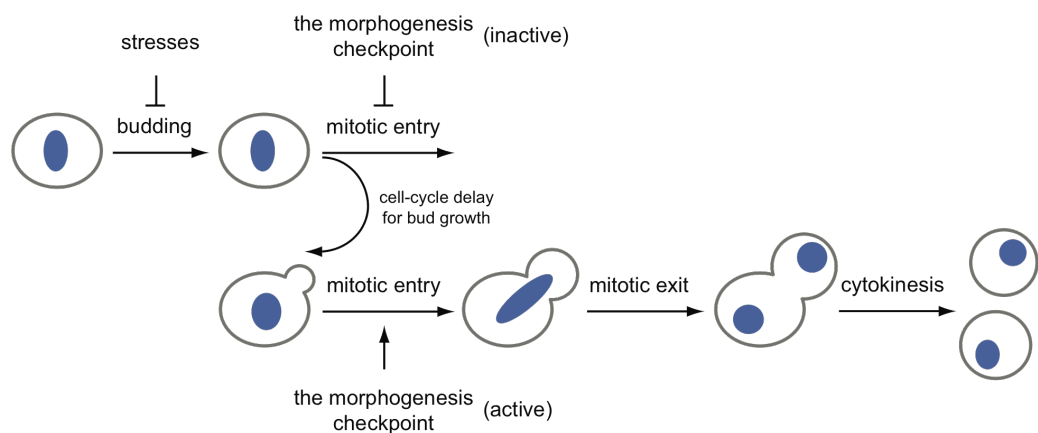 stresses
the morphogenesis
checkpoint
(inactive)
budding
mitotic entry
cell-cycle delay
for bud growth
mitotic entry
mitotic exit
cytokinesis
the morphogenesis
checkpoint
(active)